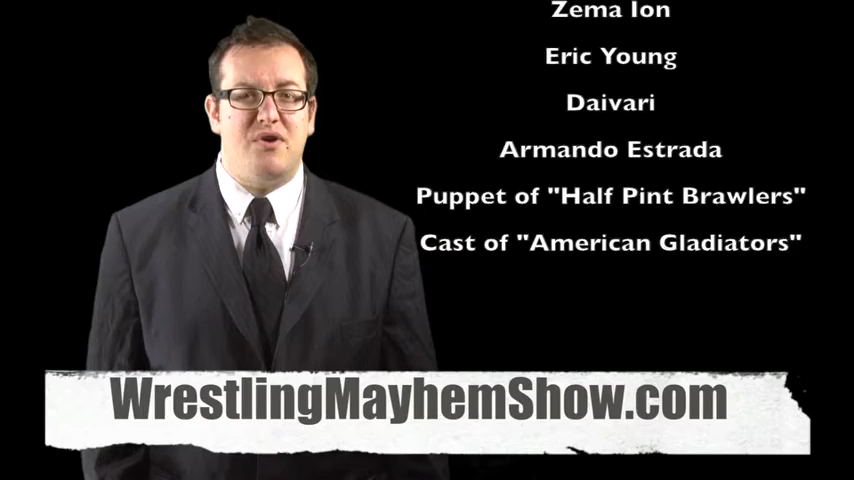 Zema Ion
Eric Young
Daivari
Armando Estrada
Puppet of "Half Pint Brawlers"
Cast of "American Gladiators"
WrestlingMayhemShow.com